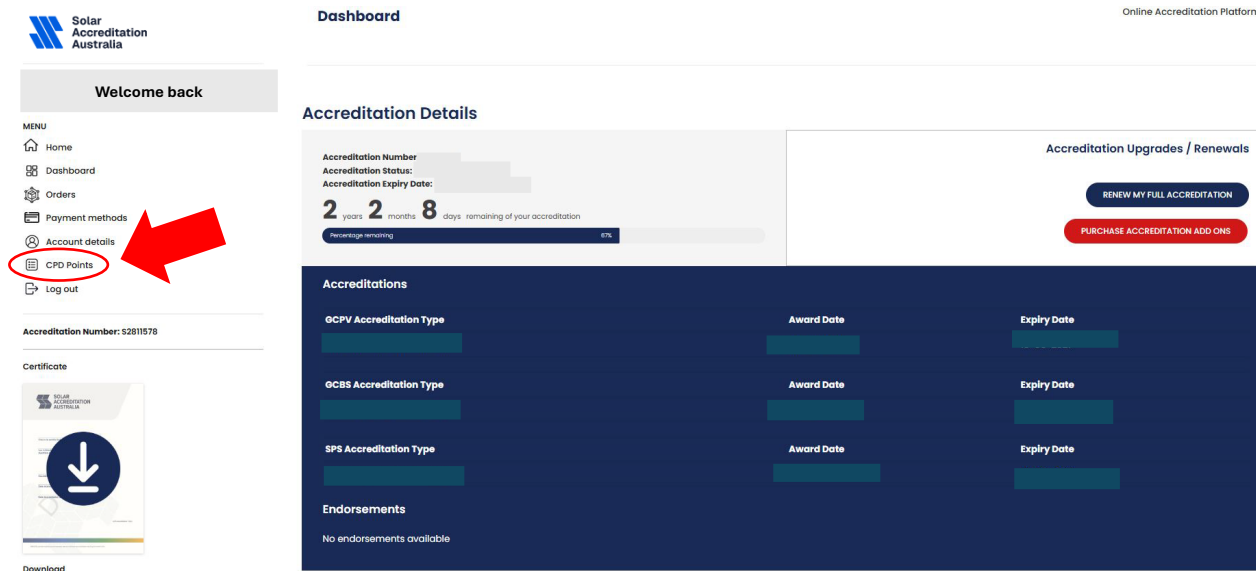 Solar
Accreditation
Australia
Dashboard
Online Accreditation Platform
Welcome back
MENU
Home
Dashboard
Orders
Payment methods
Account details
CPD Points
Log out
Accreditation Number: S2811578
Certificate
SOLAR
ACCREDITATION
AUSTRALIA
Download
Accreditation Details
Accreditation Number
Accreditation Status:
Accreditation Expiry Date:
2 years 2 months 8 days remaining of your accreditation
Percentage remaining 67%
Accreditation Upgrades / Renewals
RENEW MY FULL ACCREDITATION
PURCHASE ACCREDITATION ADD ONS
Accreditations
GCPV Accreditation Type Award Date Expiry Date
GCBS Accreditation Type Award Date Expiry Date
SPS Accreditation Type Award Date Expiry Date
Endorsements
No endorsements available